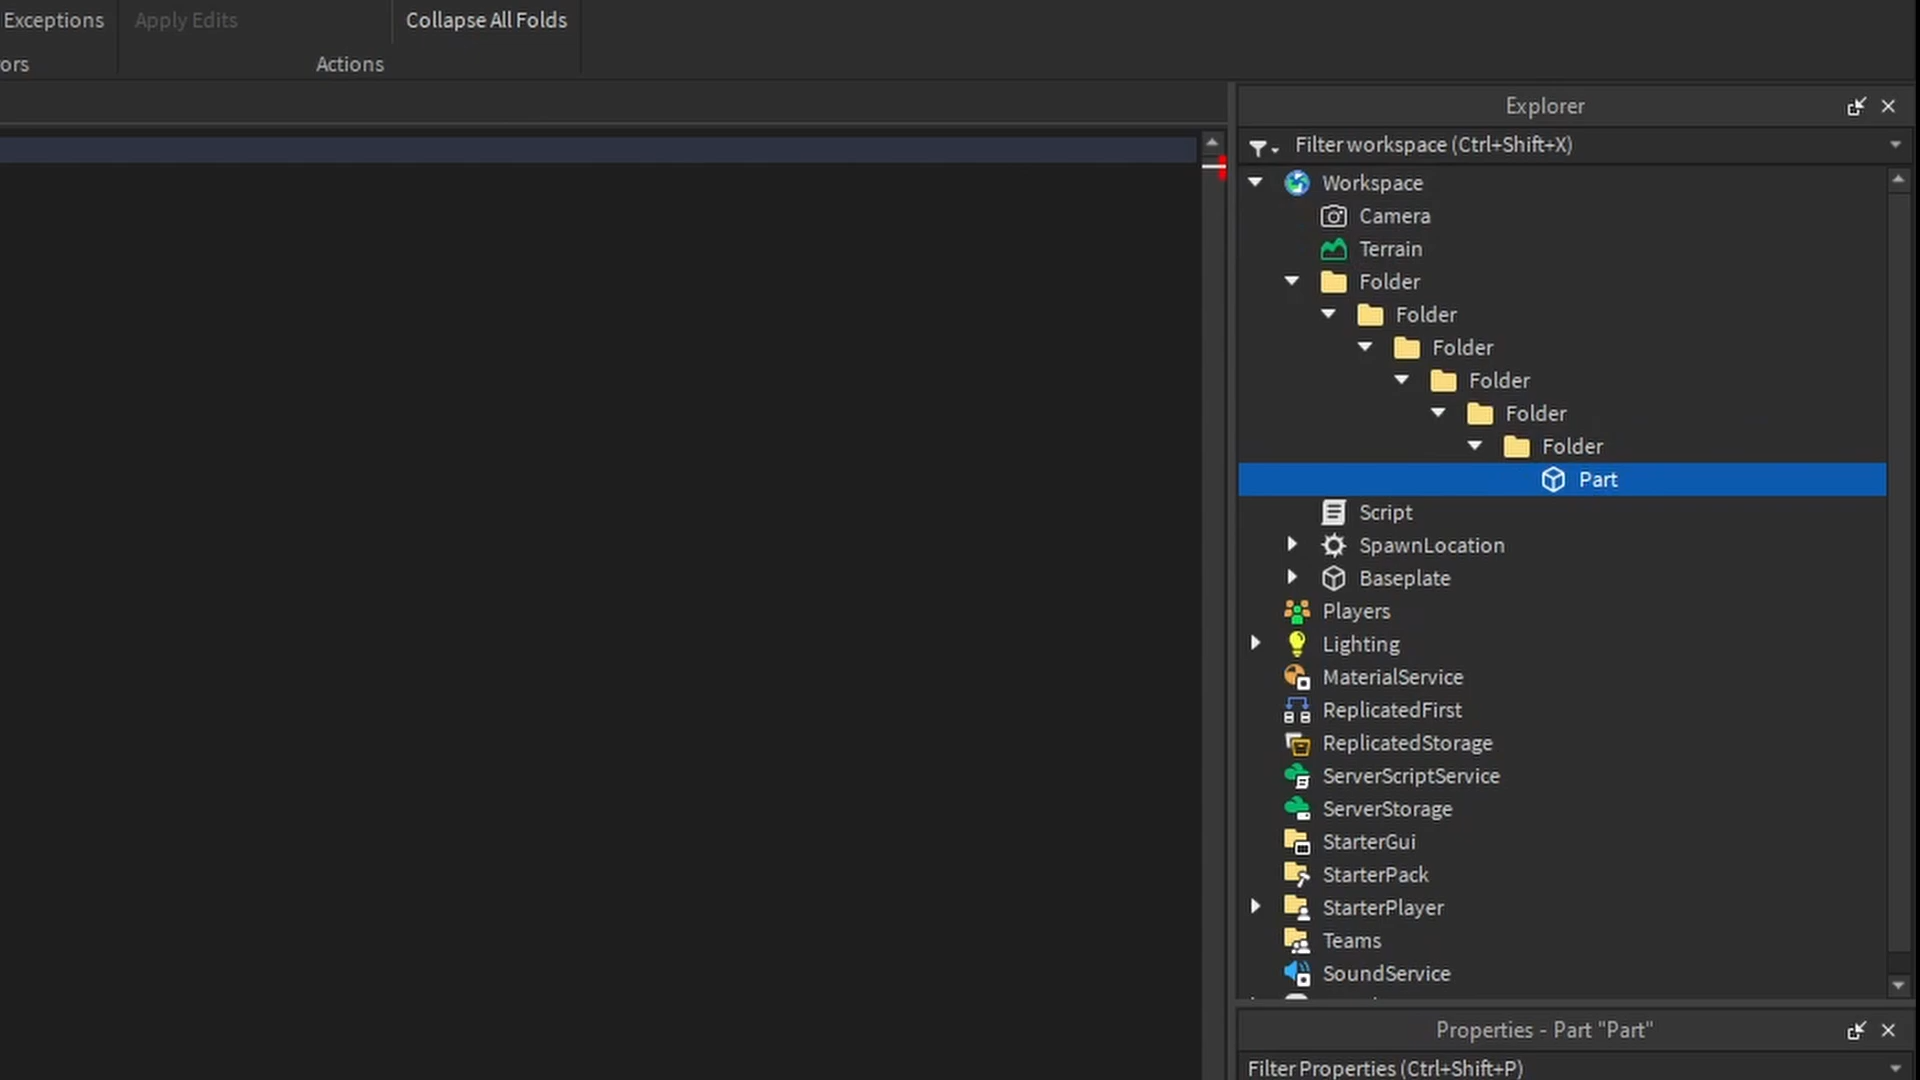 Exceptions
Apply Edits
Collapse All Folds
ors
Actions
Explorer
Filter workspace (Ctrl+Shift+X)
Workspace
Camera
Terrain
Folder
Folder
Folder
Folder
Folder
Folder
Part
Script
SpawnLocation
Baseplate
Players
Lighting
MaterialService
ReplicatedFirst
ReplicatedStorage
ServerScriptService
ServerStorage
StarterGui
StarterPack
StarterPlayer
Teams
SoundService
Properties - Part "Part"
Filter Properties (Ctrl+Shift+P)